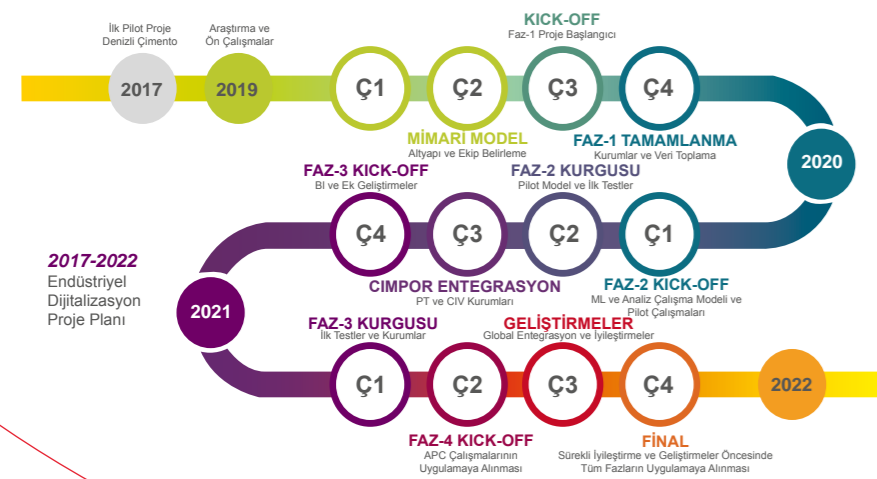 İlk Pilot Proje
Denizli Çimento
Araştırma ve
Ön Çalışmalar
KICK-OFF
Faz-1 Proje Başlangıcı
2017
2019
Ç1
Ç2
Ç3
Ç4
MİMARİ MODEL
Altyapı ve Ekip Belirleme
FAZ-1 TAMAMLANMA
Kurumlar ve Veri Toplama
2020
FAZ-3 KICK-OFF
BI ve Ek Geliştirmeler
FAZ-2 KURGUSU
Pilot Model ve İlk Testler
Ç4
Ç3
Ç2
Ç1
CIMPOR ENTEGRASYON
PT ve CIV Kurumları
FAZ-2 KICK-OFF
ML ve Analiz Çalışma Modeli ve
Pilot Çalışmaları
2017-2022
Endüstriyel
Dijitalizasyon
Proje Planı
2021
FAZ-3 KURGUSU
İlk Testler ve Kurumlar
GELİŞTİRMELER
Global Entegrasyon ve İyileştirmeler
Ç1
Ç2
Ç3
Ç4
2022
FAZ-4 KICK-OFF
APC Çalışmalarının
Uygulamaya Alınması
FİNAL
Sürekli İyileştirme ve Geliştirmeler Öncesinde
Tüm Fazların Uygulamaya Alınması